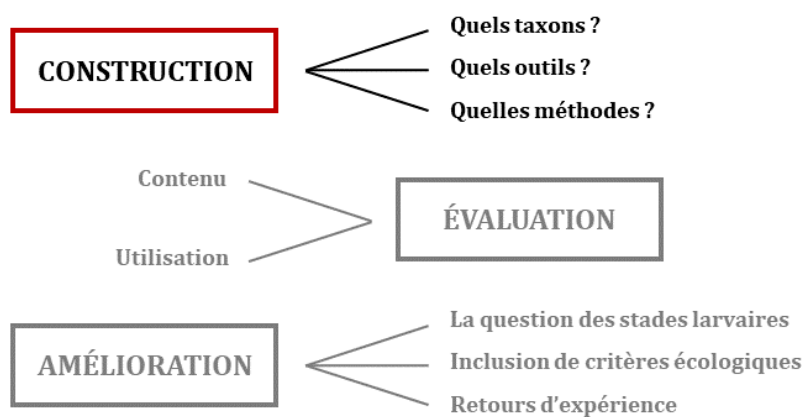 CONSTRUCTION
Quels taxons ?
Quels outils ?
Quelles méthodes ?
Contenu
Utilisation
ÉVALUATION
AMÉLIORATION
La question des stades larvaires
Inclusion de critères écologiques
Retours d’expérience